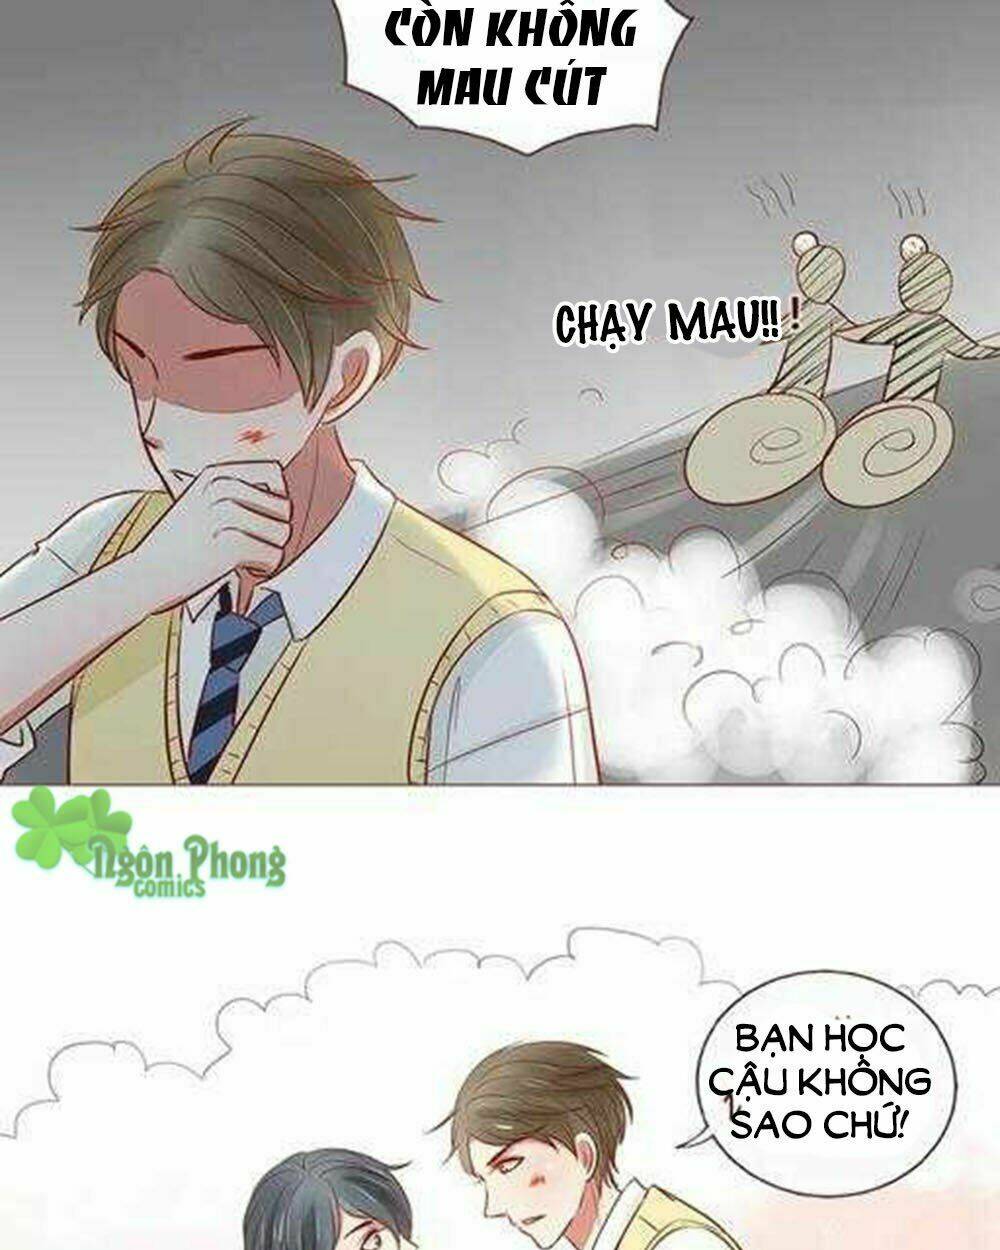 CÒN KHÔNG
MAU CÚT
CHẠY MAU!!!
NGÔN PHONG
COMICS
BẠN HỌC
CẬU KHÔNG
SAO CHỨ!